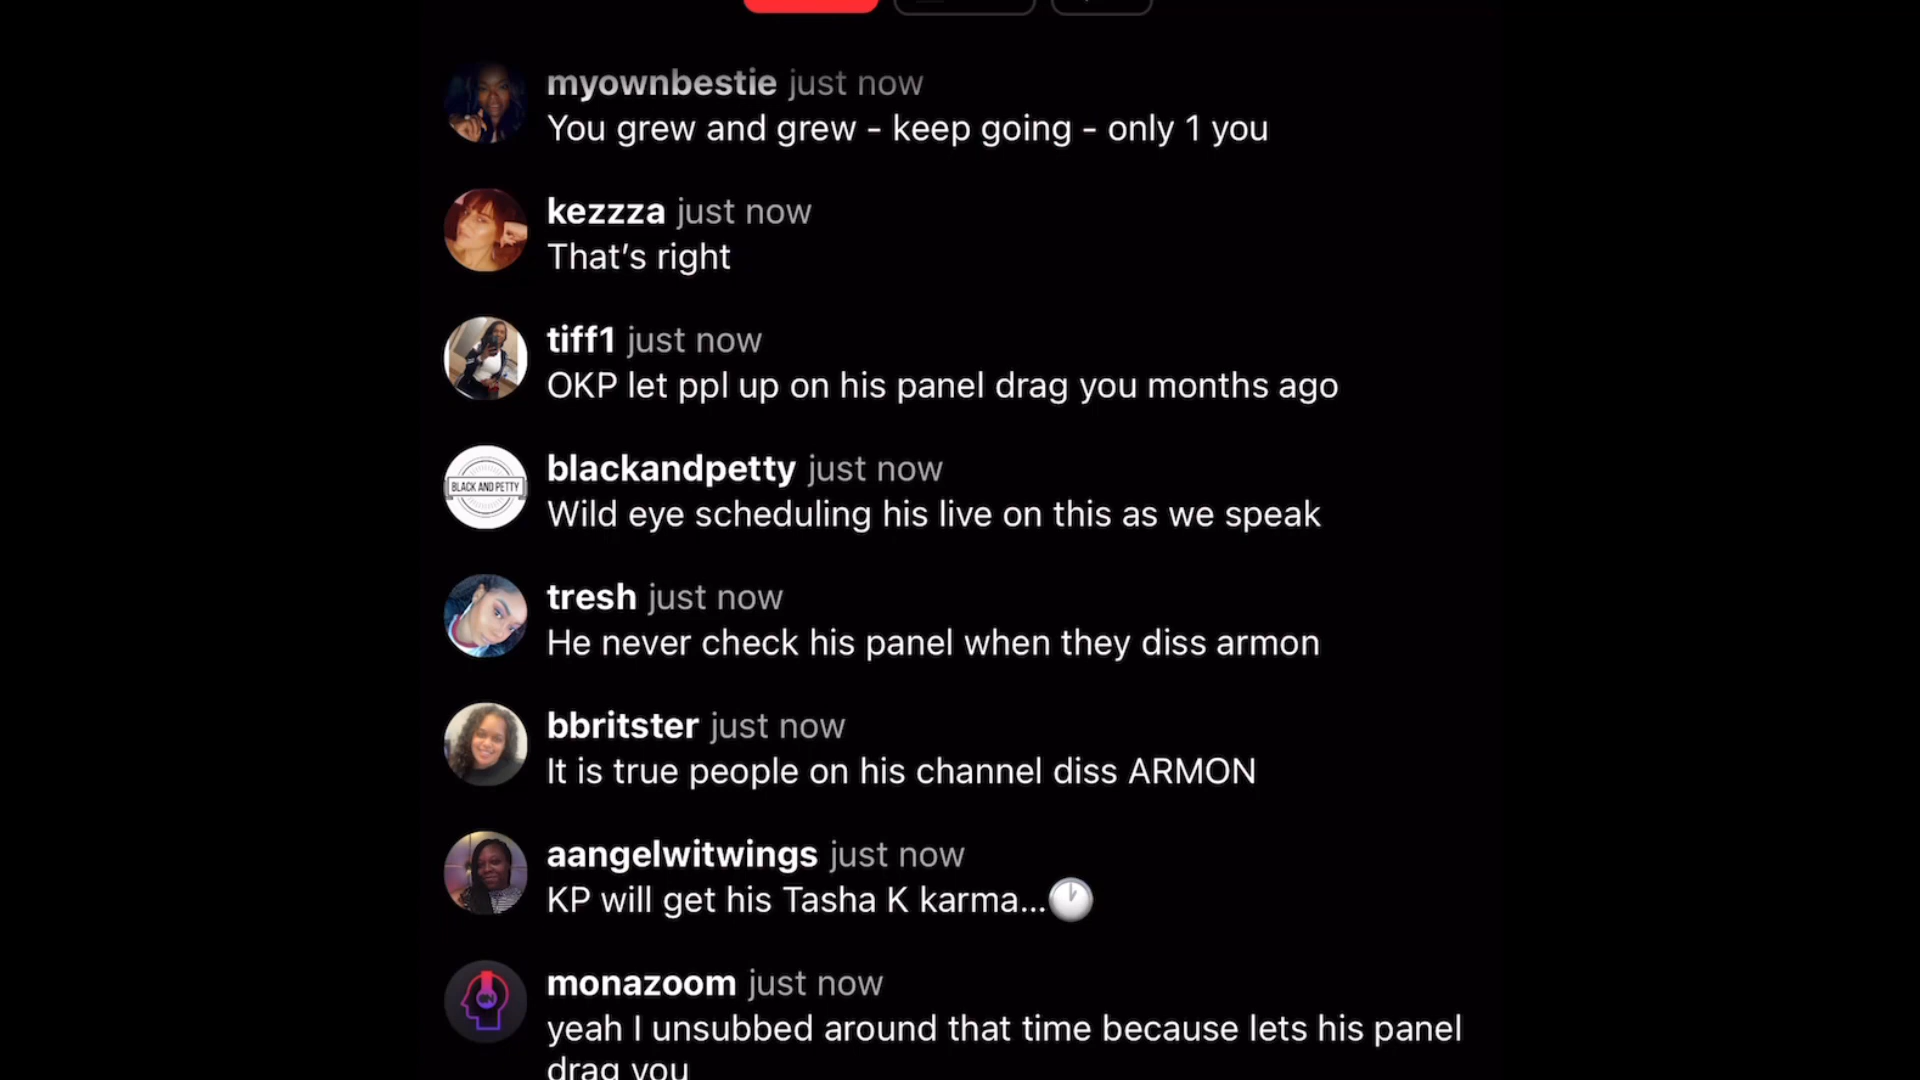 myownbestie just now
You grew and grew - keep going - only 1 you
kezzza just now
That's right
tiff1 just now
OKP let ppl up on his panel drag you months ago
BLACK AND PETTY
blackandpetty just now
Wild eye scheduling his live on this as we speak
tresh just now
He never check his panel when they diss armon
bbritster just now
It is true people on his channel diss ARMON
aangelwitwings just now
KP will get his Tasha K karma...🕐
monazoom just now
yeah I unsubbed around that time because lets his panel
drag you